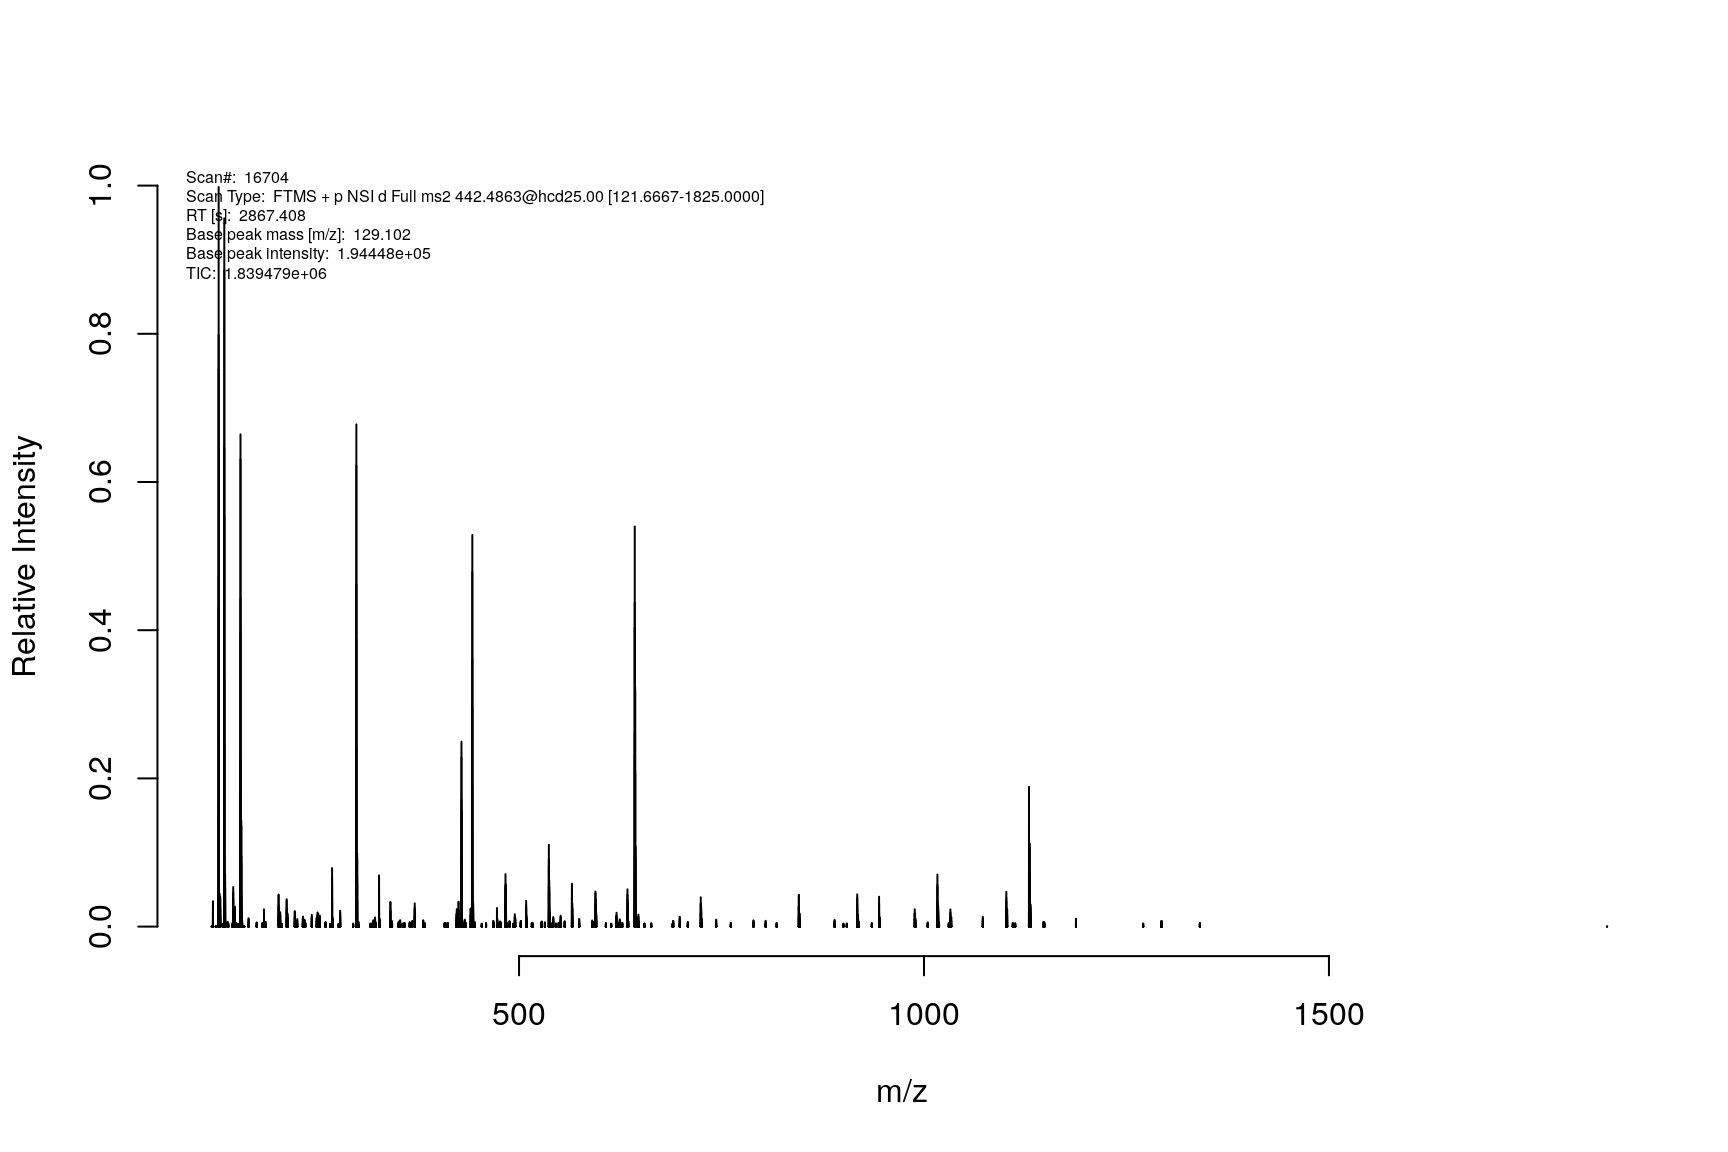 Scan#: 16704
Scan Type: FTMS + p NSI d Full ms2 442.4863@hcd25.00 [121.6667-1825.0000]
RT [s]: 2867.408
Base peak mass [m/z]: 129.102
Base peak intensity: 1.94448e+05
TIC: 1.839479e+06
1.0
0.8
0.6
0.4
0.2
0.0
Relative Intensity
500 1000 1500
m/z